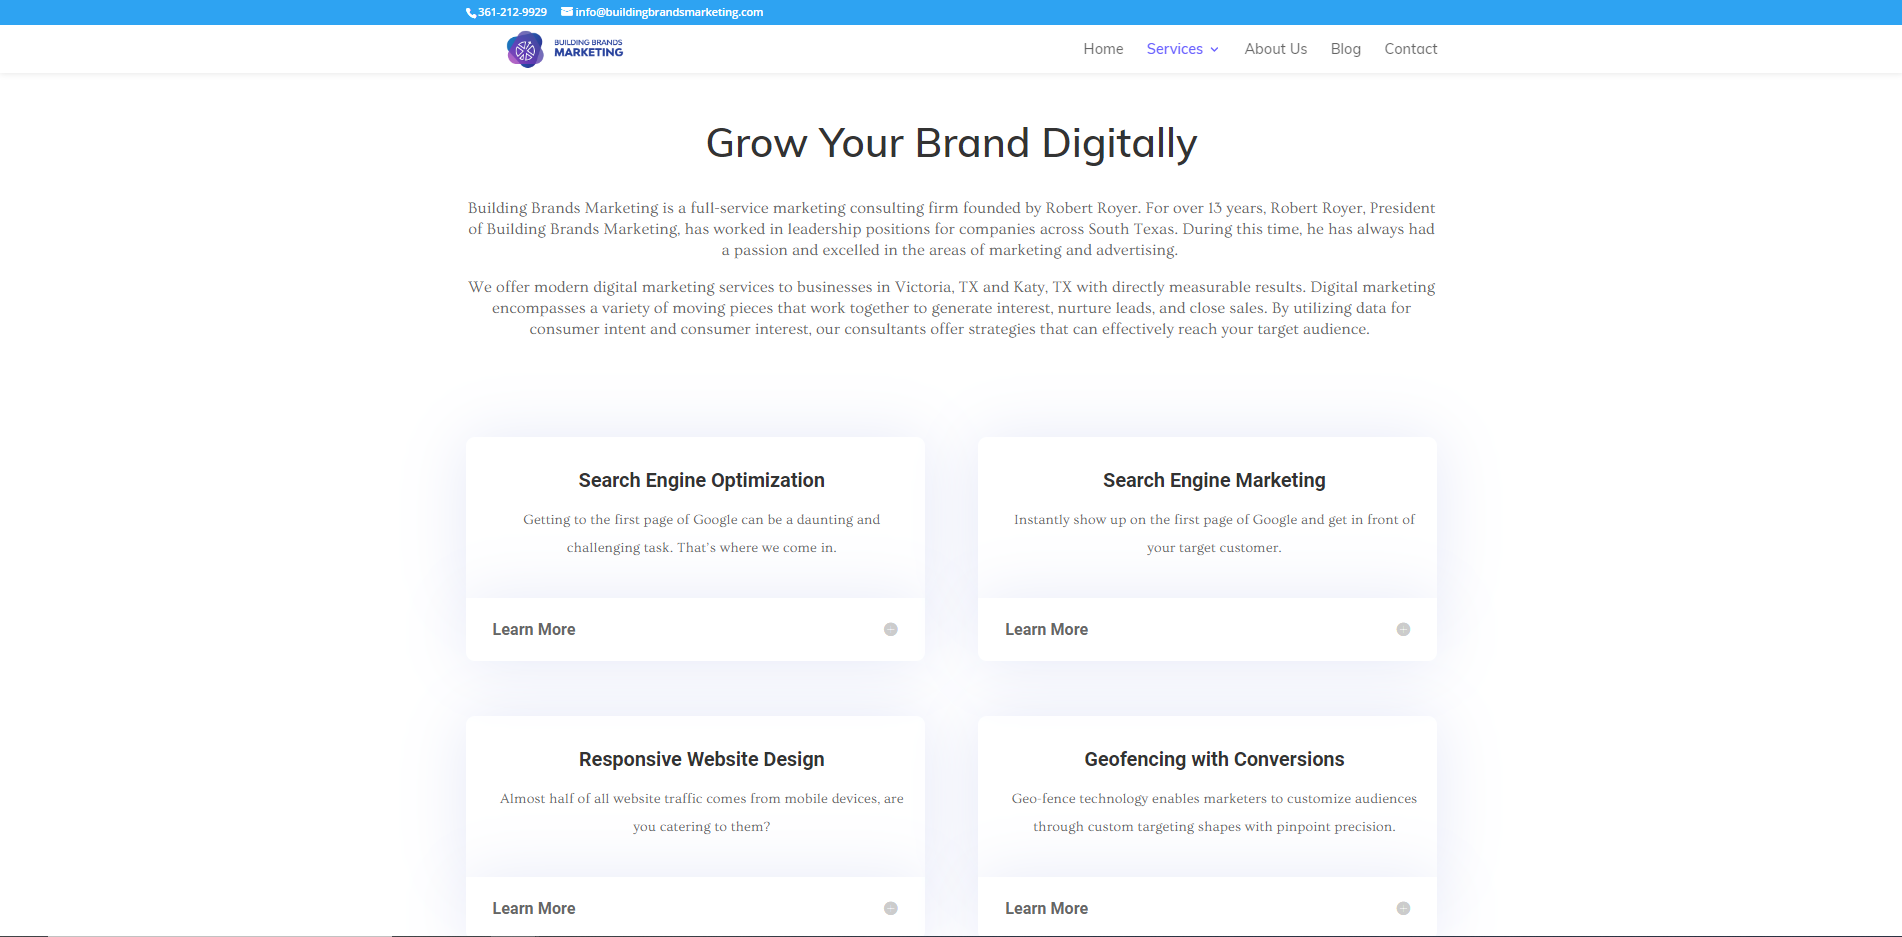 361-212-9929 info@buildingbrandsmarketing.com
BUILDING BRANDS
MARKETING
Home Services About Us Blog Contact
Grow Your Brand Digitally
Building Brands Marketing is a full-service marketing consulting firm founded by Robert Royer. For over 13 years, Robert Royer, President
of Building Brands Marketing, has worked in leadership positions for companies across South Texas. During this time, he has always had
a passion and excelled in the areas of marketing and advertising.
We offer modern digital marketing services to businesses in Victoria, TX and Katy, TX with directly measurable results. Digital marketing
encompasses a variety of moving pieces that work together to generate interest, nurture leads, and close sales. By utilizing data for
consumer intent and consumer interest, our consultants offer strategies that can effectively reach your target audience.
Search Engine Optimization
Getting to the first page of Google can be a daunting and
challenging task. That's where we come in.
Learn More
Search Engine Marketing
Instantly show up on the first page of Google and get in front of
your target customer.
Learn More
Responsive Website Design
Almost half of all website traffic comes from mobile devices, are
you catering to them?
Learn More
Geofencing with Conversions
Geo-fence technology enables marketers to customize audiences
through custom targeting shapes with pinpoint precision.
Learn More